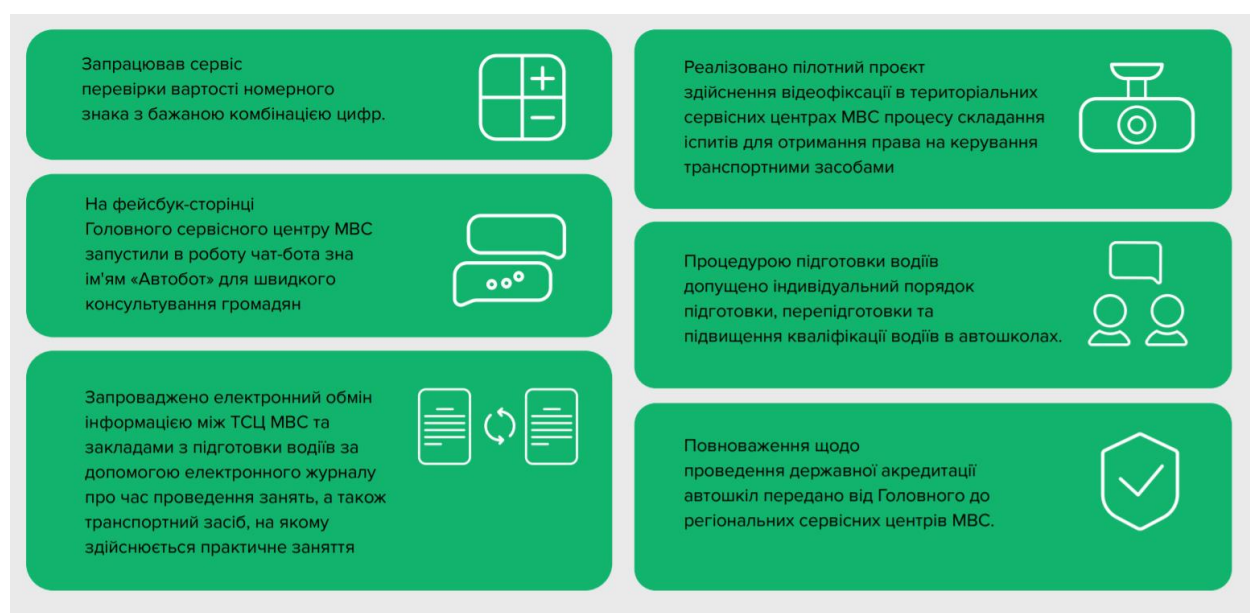 Запрацював сервіс
перевірки вартості номерного
знака з бажаною комбінацією цифр.
На фейсбук-сторінці
Головного сервісного центру МВС
запустили в роботу чат-бота зна
ім'ям «Автобот» для швидкого
консультування громадян
Запроваджено електронний обмін
інформацією між ТСЦ МВС та
закладами з підготовки водіїв за
допомогою електронного журналу
про час проведення занять, а також
транспортний засіб, на якому
здійснюється практичне заняття
Реалізовано пілотний проєкт
здійснення відеофіксації в територіальних
сервісних центрах МВС процесу складання
іспитів для отримання права на керування
транспортними засобами
Процедурою підготовки водіїв
допущено індивідуальний порядок
підготовки, перепідготовки та
підвищення кваліфікації водіїв в автошколах.
Повноваження щодо
проведення державної акредитації
автошкіл передано від Головного до
регіональних сервісних центрів МВС.